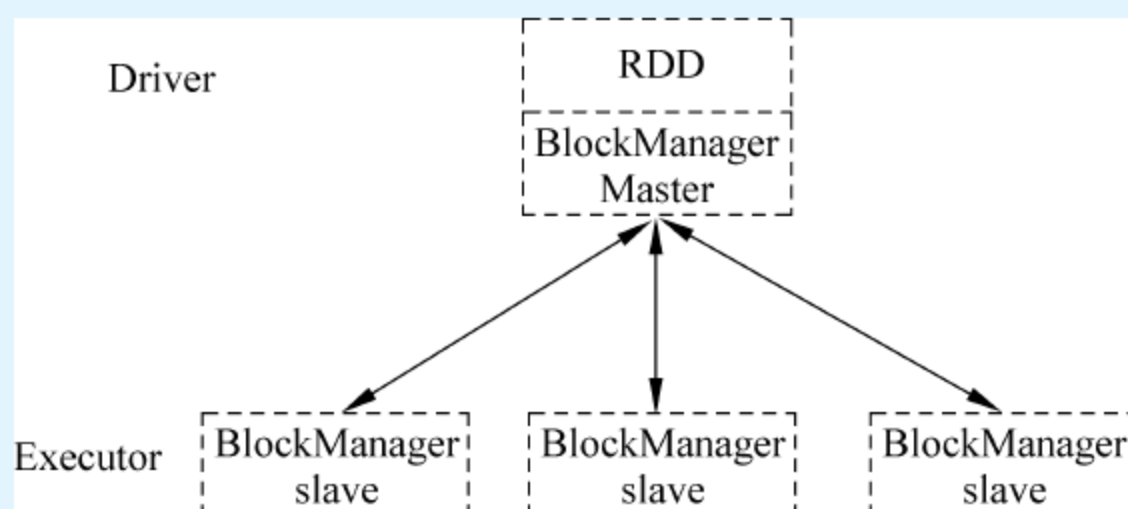 Driver
RDD
BlockManager
Master
Executor
BlockManager
slave
BlockManager
slave
BlockManager
slave